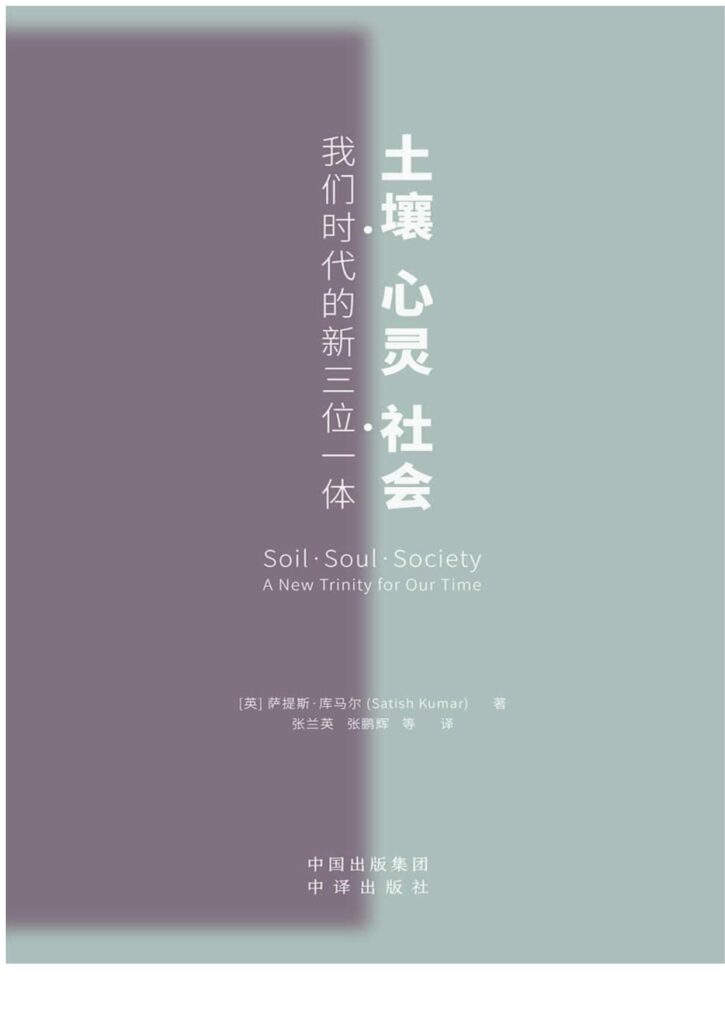 土壤·心灵·社会
我们时代的新三位一体
Soil·Soul·Society
A New Trinity for Our Time
[英] 萨提斯·库马尔 (Satish Kumar) 著
张兰英 张鹏辉 等 译
中国出版集团
中译出版社